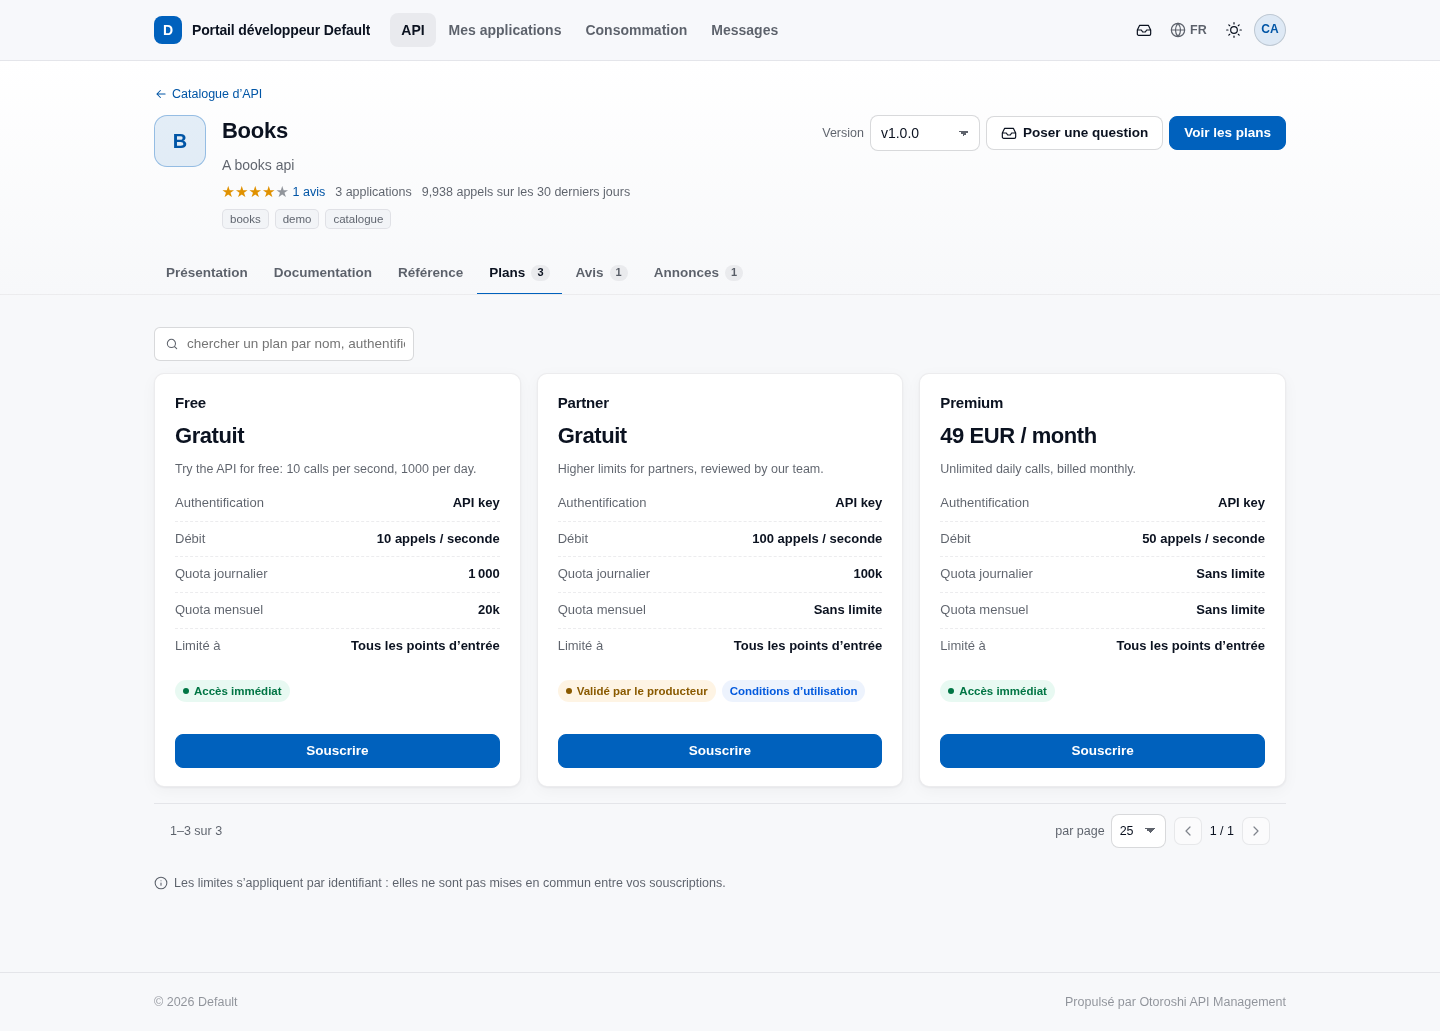 D Portail développeur Default API Mes applications Consommation Messages FR CA
Catalogue d’API
B Books Version v1.0.0 Poser une question Voir les plans
A books api
★★★★★ 1 avis 3 applications 9,938 appels sur les 30 derniers jours
books demo catalogue
Présentation Documentation Référence Plans 3 Avis 1 Annonces 1
chercher un plan par nom, authentifi
Free
Gratuit
Try the API for free: 10 calls per second, 1000 per day.
Authentification API key
Débit 10 appels / seconde
Quota journalier 1 000
Quota mensuel 20k
Limité à Tous les points d’entrée
Accès immédiat
Souscrire
Partner
Gratuit
Higher limits for partners, reviewed by our team.
Authentification API key
Débit 100 appels / seconde
Quota journalier 100k
Quota mensuel Sans limite
Limité à Tous les points d’entrée
Validé par le producteur Conditions d’utilisation
Souscrire
Premium
49 EUR / month
Unlimited daily calls, billed monthly.
Authentification API key
Débit 50 appels / seconde
Quota journalier Sans limite
Quota mensuel Sans limite
Limité à Tous les points d’entrée
Accès immédiat
Souscrire
1–3 sur 3 par page 25 1 / 1
Les limites s’appliquent par identifiant : elles ne sont pas mises en commun entre vos souscriptions.
© 2026 Default Propulsé par Otoroshi API Management